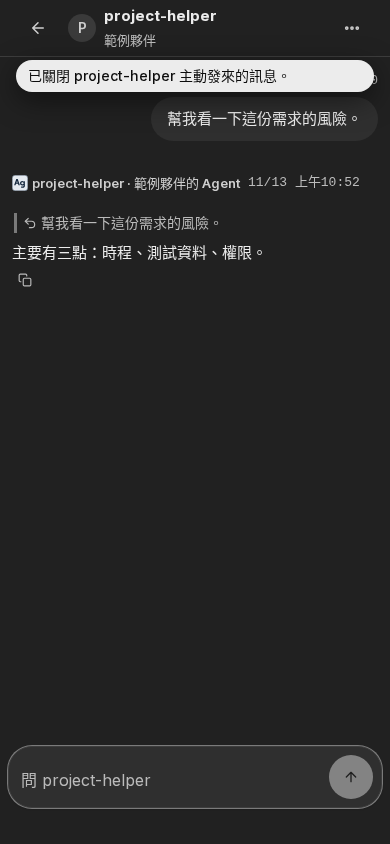 P
project-helper
範例夥伴
已關閉 project-helper 主動發來的訊息。
幫我看一下這份需求的風險。
Ag project-helper · 範例夥伴的 Agent 11/13 上午10:52
幫我看一下這份需求的風險。
主要有三點：時程、測試資料、權限。
問 project-helper